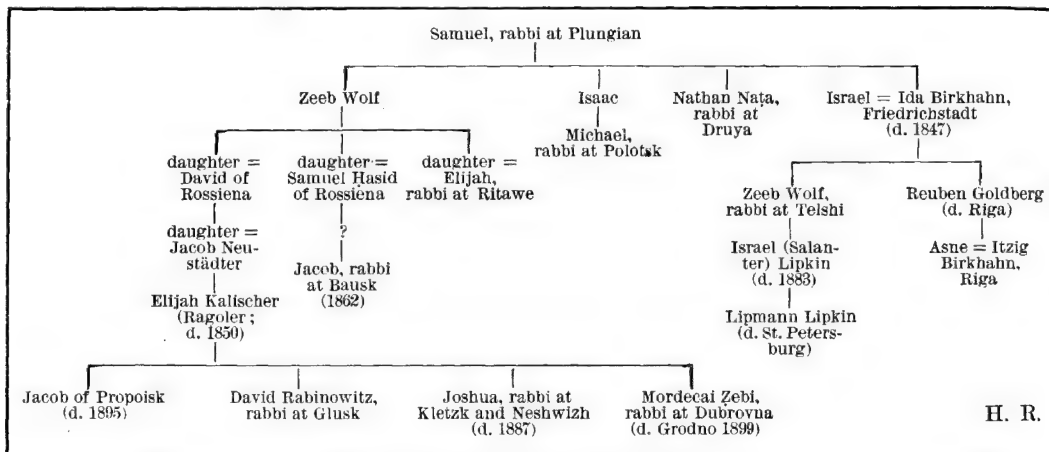 Samuel, rabbi at Plungian
Zeeb Wolf
Isaac
Nathan Naṭa,
rabbi at
Druya
Israel = Ida Birkhahn,
Friedrichstadt
(d. 1847)
Michael,
rabbi at Polotsk
daughter =
David of
Rossiena
daughter =
Samuel Ḥasid
of Rossiena
daughter =
Elijah,
rabbi at Ritawe
Zeeb Wolf,
rabbi at Telshi
Reuben Goldberg
(d. Riga)
daughter =
Jacob Neu-
städter
?
Jacob, rabbi
at Bausk
(1862)
Israel (Salan-
ter) Lipkin
(d. 1883)
Asne = Itzig
Birkhahn,
Riga
Elijah Kalischer
(Ragoler;
d. 1850)
Lipmann Lipkin
(d. St. Peters-
burg)
Jacob of Propoisk
(d. 1895)
David Rabinowitz,
rabbi at Glusk
Joshua, rabbi at
Kletzk and Neshwizh
(d. 1887)
Mordecai Ẓebi,
rabbi at Dubrovna
(d. Grodno 1899)
H. R.